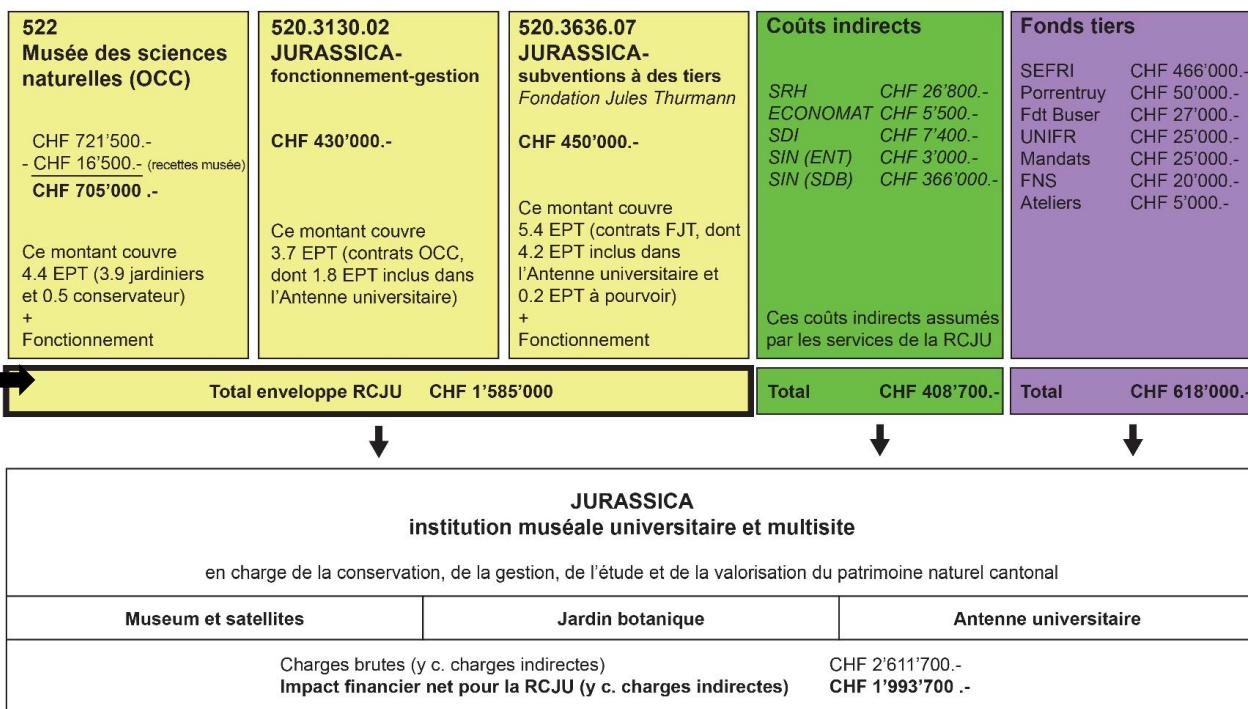 522
Musée des sciences
naturelles (OCC)
CHF 721’500.-
- CHF 16’500.- (recettes musée)
CHF 705’000 .-
Ce montant couvre
4.4 EPT (3.9 jardiniers
et 0.5 conservateur)
+
Fonctionnement
520.3130.02
JURASSICA-
fonctionnement-gestion
CHF 430’000.-
Ce montant couvre
3.7 EPT (contrats OCC,
dont 1.8 EPT inclus dans
l’Antenne universitaire)
520.3636.07
JURASSICA-
subventions à des tiers
Fondation Jules Thurmann
CHF 450’000.-
Ce montant couvre
5.4 EPT (contrats FJT, dont
4.2 EPT inclus dans
l’Antenne universitaire et
0.2 EPT à pourvoir)
+
Fonctionnement
Coûts indirects
SRH CHF 26’800.-
ECONOMAT CHF 5’500.-
SDI CHF 7’400.-
SIN (ENT) CHF 3’000.-
SIN (SDB) CHF 366’000.-
Ces coûts indirects assumés
par les services de la RCJU
Fonds tiers
SEFRI CHF 466’000.-
Porrentruy CHF 50’000.-
Fdt Buser CHF 27’000.-
UNIFR CHF 25’000.-
Mandats CHF 25’000.-
FNS CHF 20’000.-
Ateliers CHF 5’000.-
Total enveloppe RCJU CHF 1’585’000
Total CHF 408’700.-
Total CHF 618’000.-
JURASSICA
institution muséale universitaire et multisite
en charge de la conservation, de la gestion, de l’étude et de la valorisation du patrimoine naturel cantonal
Museum et satellites
Jardin botanique
Antenne universitaire
Charges brutes (y c. charges indirectes) CHF 2’611’700.-
Impact financier net pour la RCJU (y c. charges indirectes) CHF 1’993’700 .-